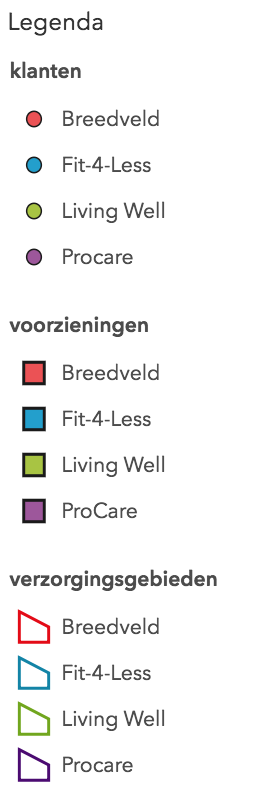 Legenda
klanten
Breedveld
Fit-4-Less
Living Well
Procare
voorzieningen
Breedveld
Fit-4-Less
Living Well
ProCare
verzorgingsgebieden
Breedveld
Fit-4-Less
Living Well
Procare